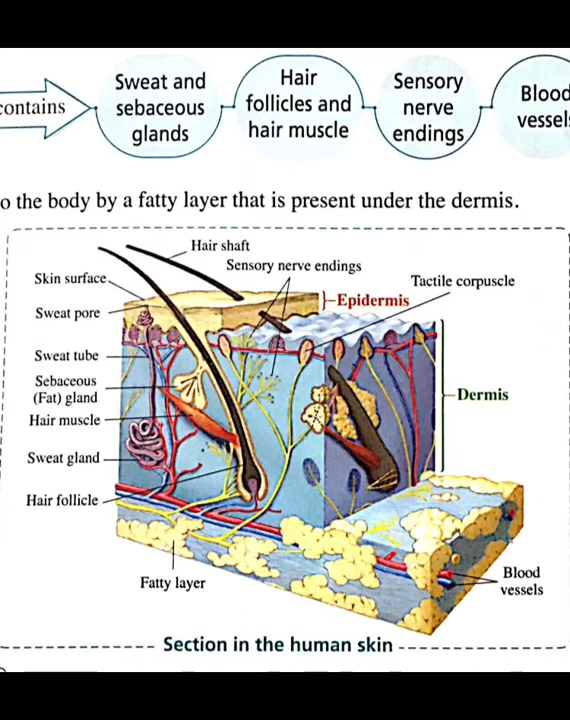 contains
Sweat and
sebaceous
glands
Hair
follicles and
hair muscle
Sensory
nerve
endings
Blood
vessels
o the body by a fatty layer that is present under the dermis.
Hair shaft
Sensory nerve endings
Skin surface
Tactile corpuscle
Epidermis
Sweat pore
Sweat tube
Sebaceous
(Fat) gland
Dermis
Hair muscle
Sweat gland
Hair follicle
Fatty layer
Blood
vessels
Section in the human skin